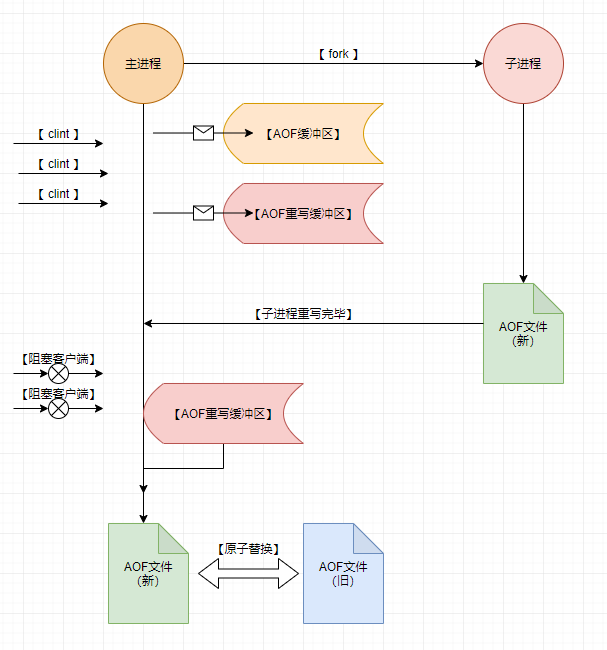 主进程
【 fork 】
子进程
【 clint 】
【AOF缓冲区】
【 clint 】
【 clint 】
【AOF重写缓冲区】
【子进程重写完毕】
AOF文件
(新)
【阻塞客户端】
【阻塞客户端】
【AOF重写缓冲区】
【原子替换】
AOF文件
(新)
AOF文件
(旧)